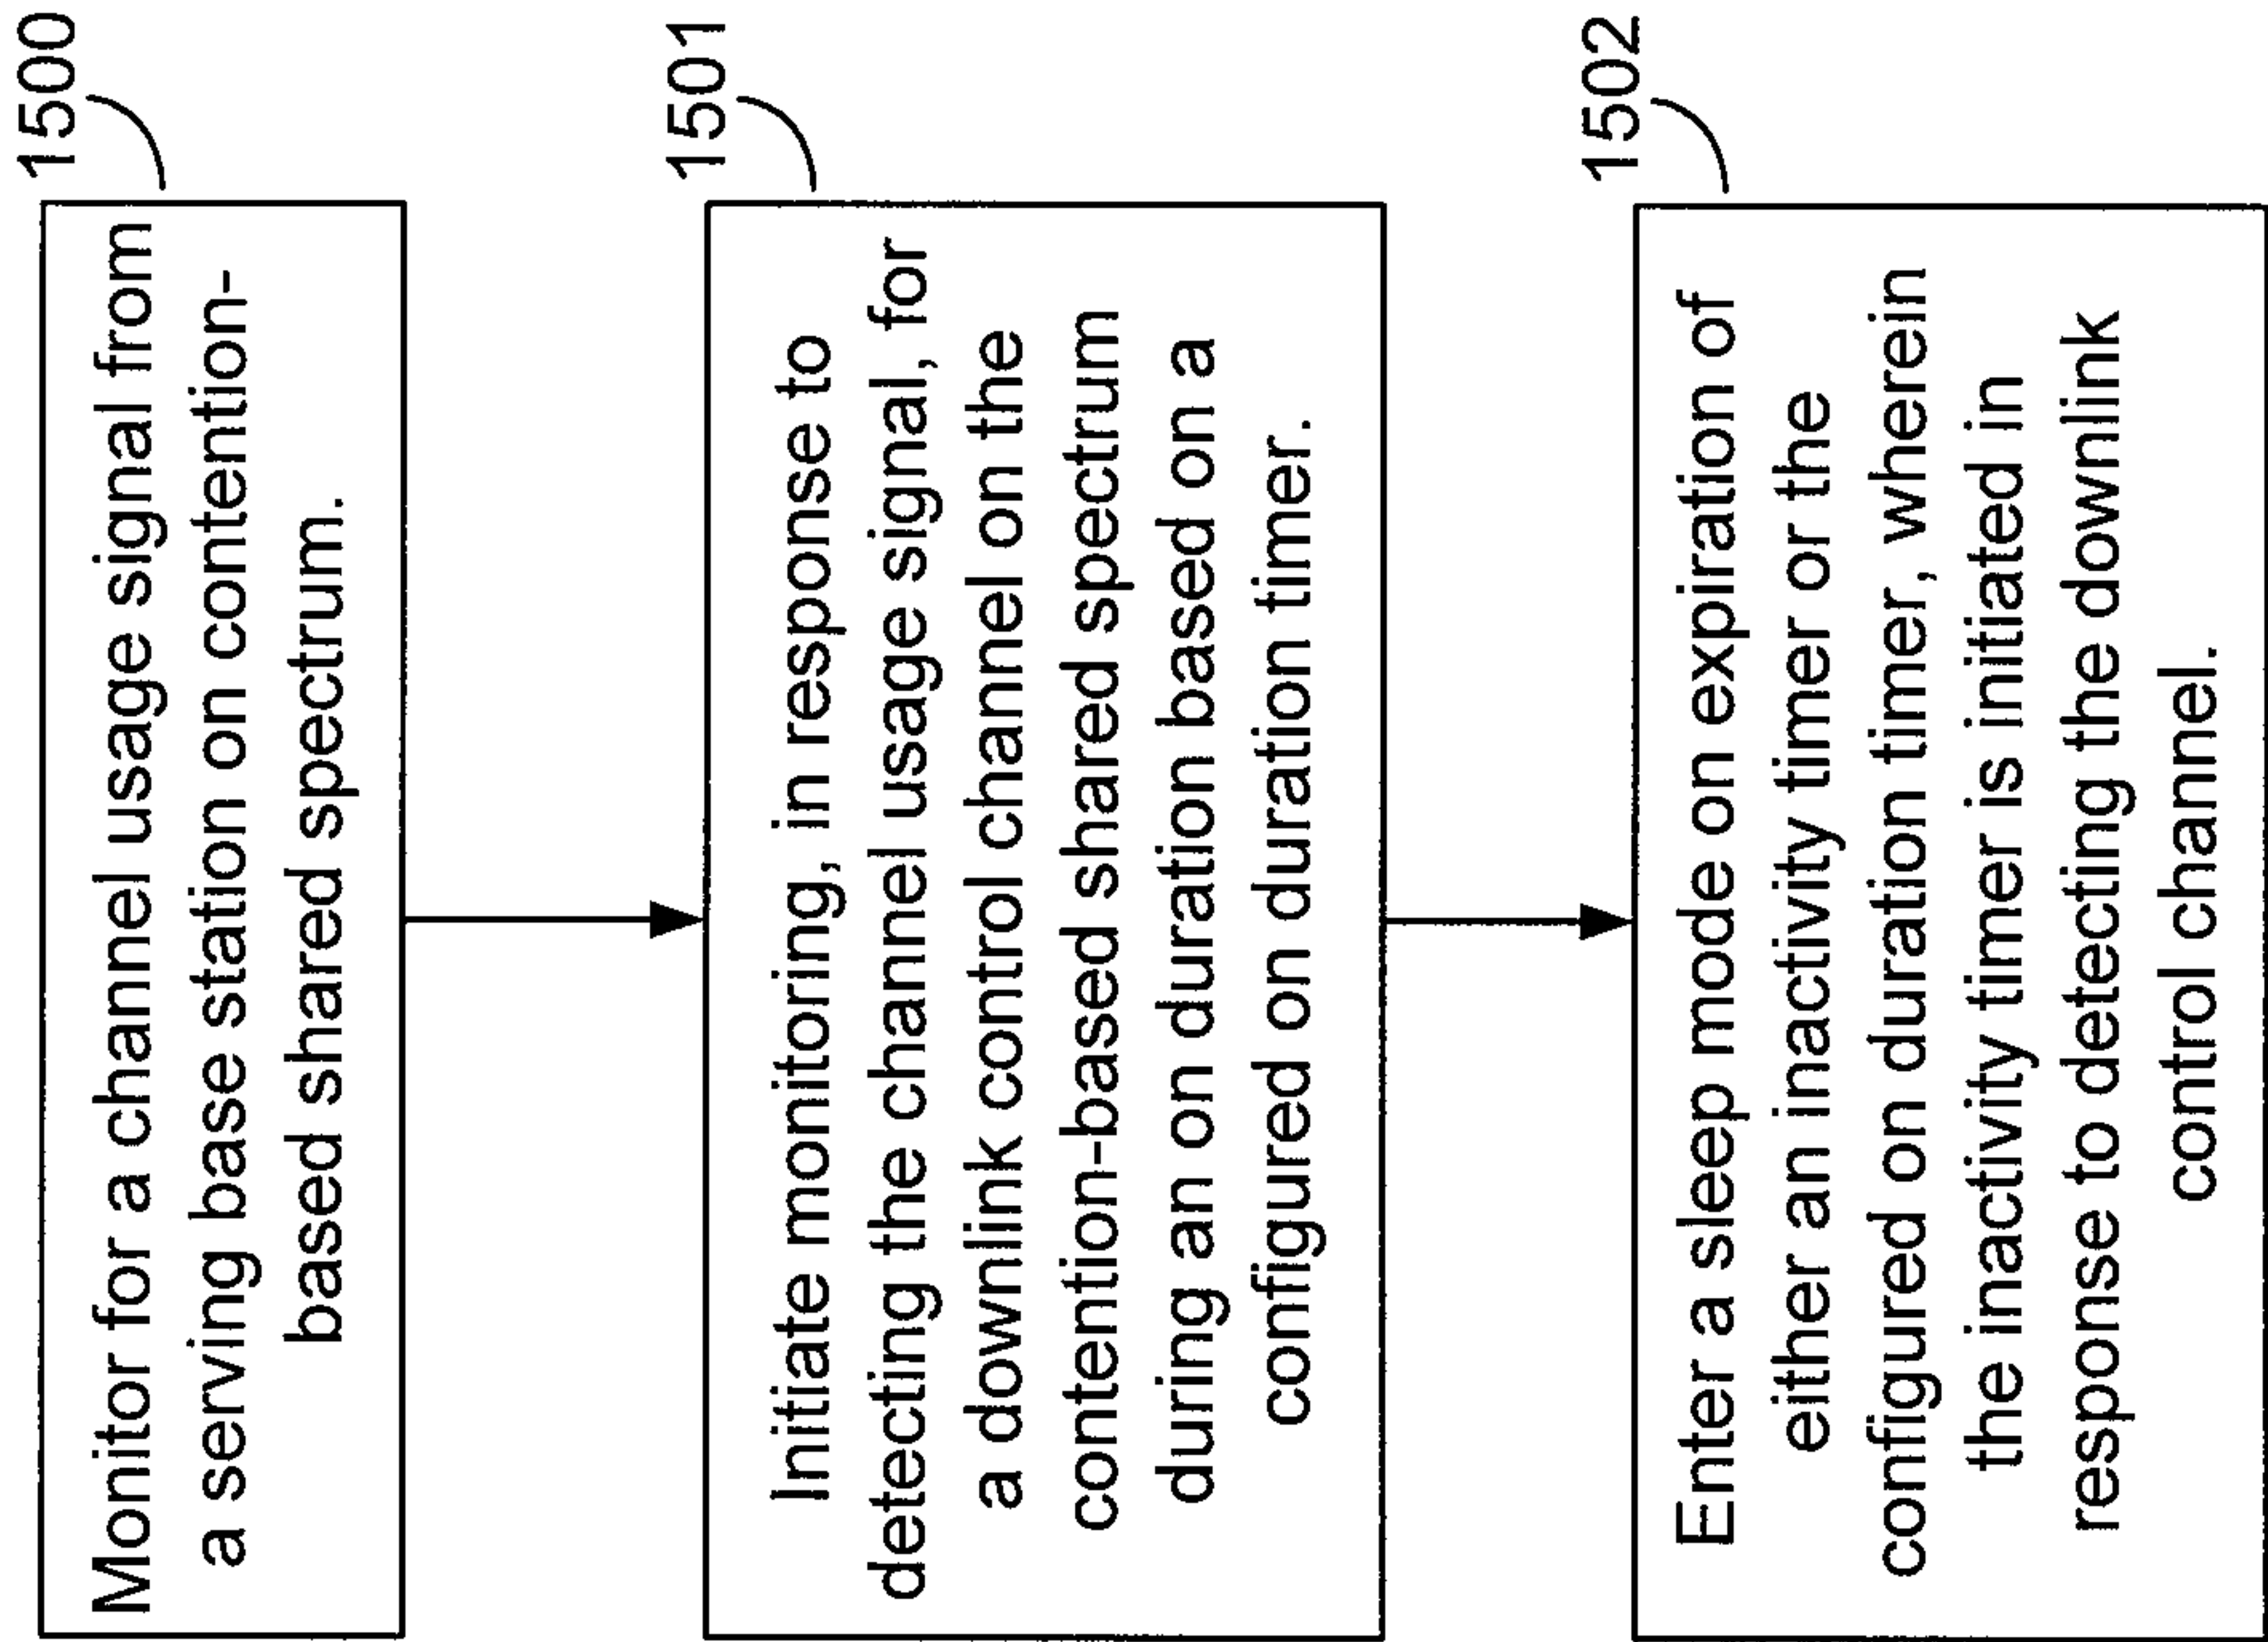 1500
Monitor for a channel usage signal from
a serving base station on contention-
based shared spectrum.
1501
Initiate monitoring, in response to
detecting the channel usage signal, for
a downlink control channel on the
contention-based shared spectrum
during an on duration based on a
configured on duration timer.
1502
Enter a sleep mode on expiration of
either an inactivity timer or the
configured on duration timer, wherein
the inactivity timer is initiated in
response to detecting the downlink
control channel.